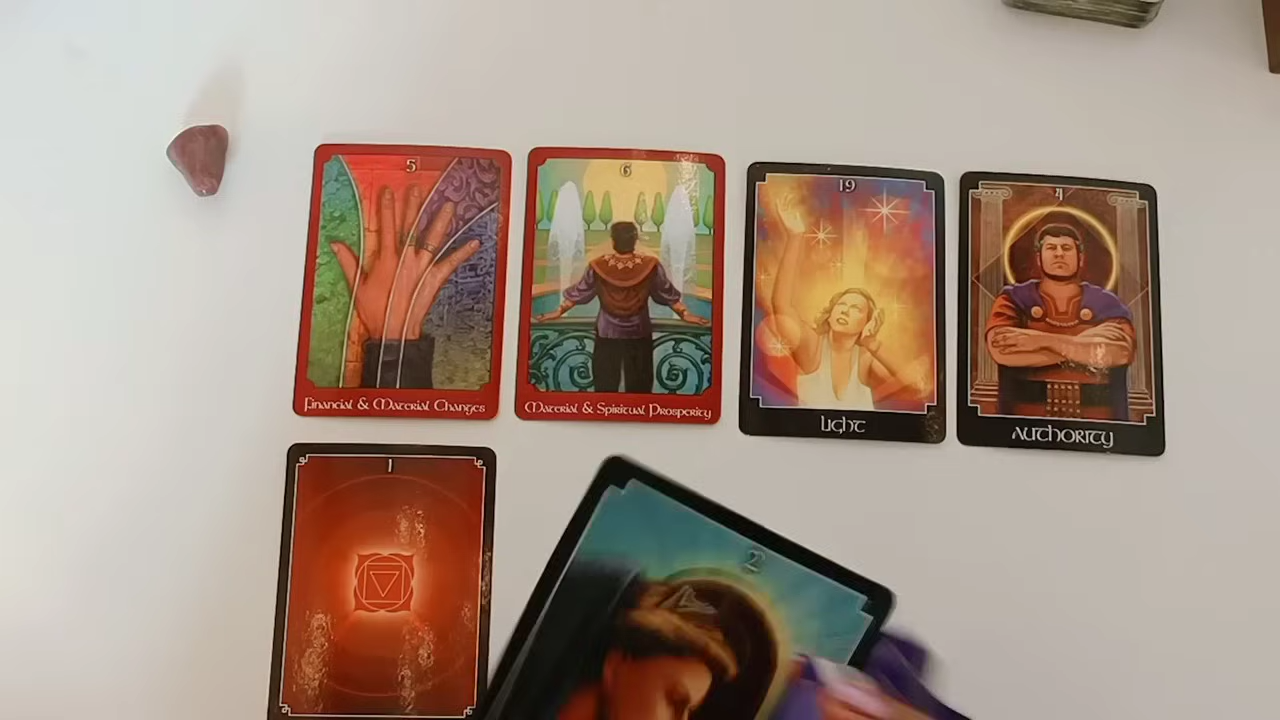 5
6
19
4
Financial & Material Changes
Material & Spiritual Prosperity
Light
Authority
1
2